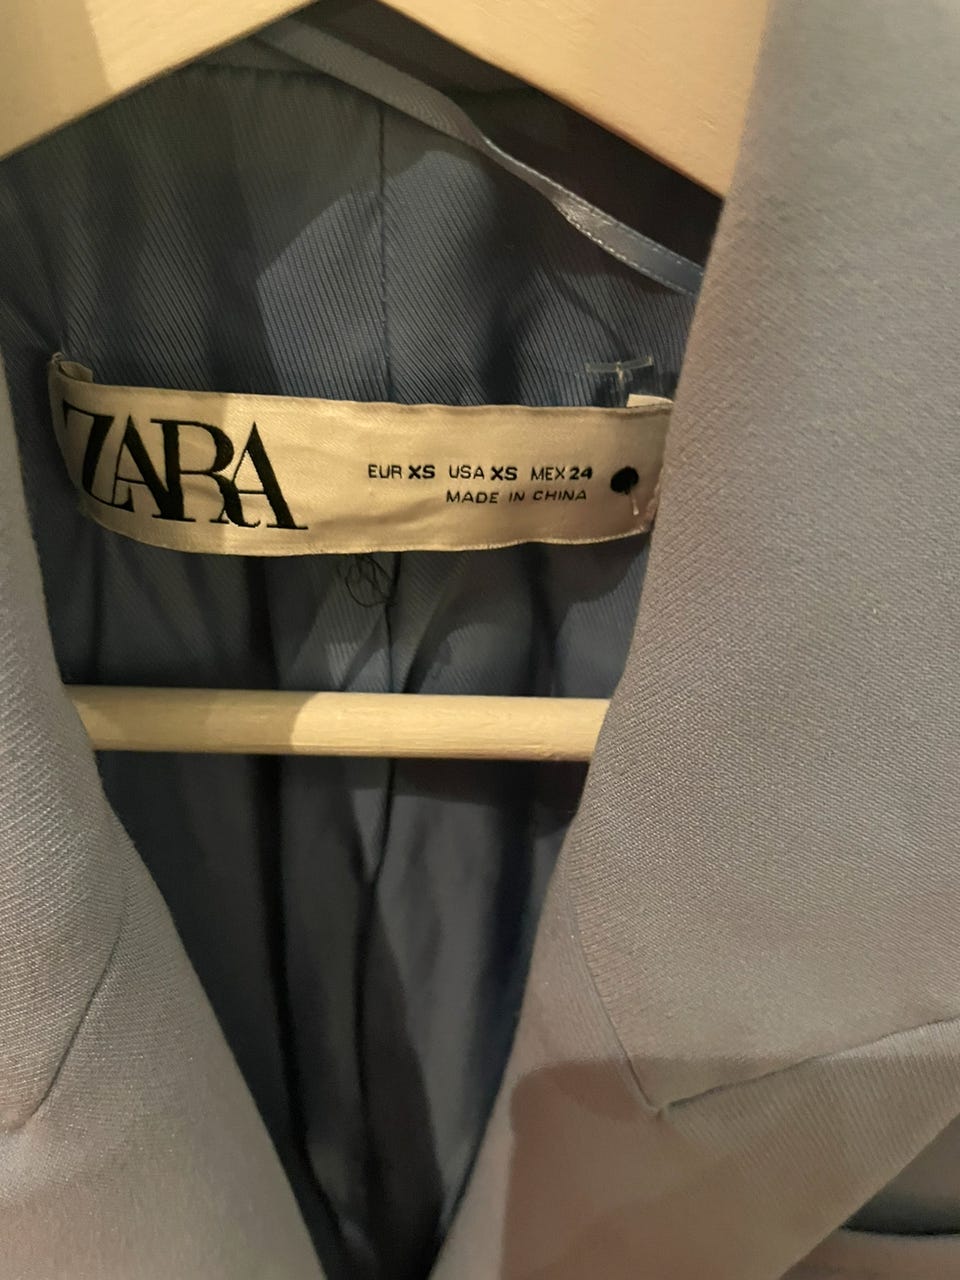 ZARA
EUR XS USA XS MEX 24
MADE IN CHINA